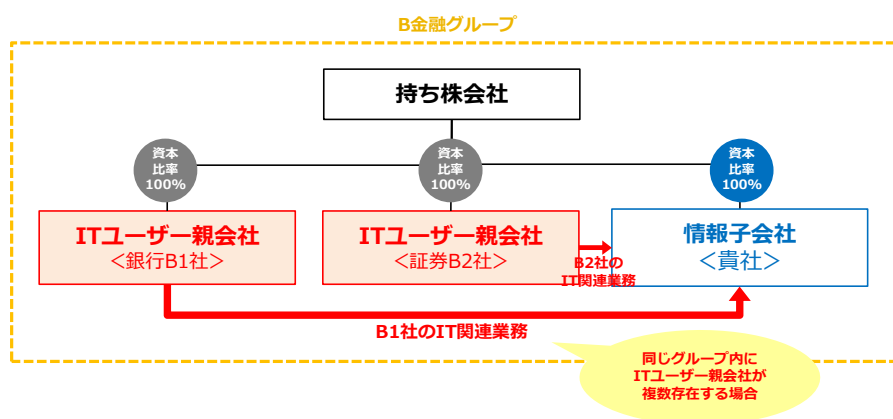 B金融グループ
持ち株会社
資本
比率
100%
資本
比率
100%
資本
比率
100%
ITユーザー親会社
<銀行B1社>
ITユーザー親会社
<証券B2社>
情報子会社
<貴社>
B2社の
IT関連業務
B1社のIT関連業務
同じグループ内に
ITユーザー親会社が
複数存在する場合